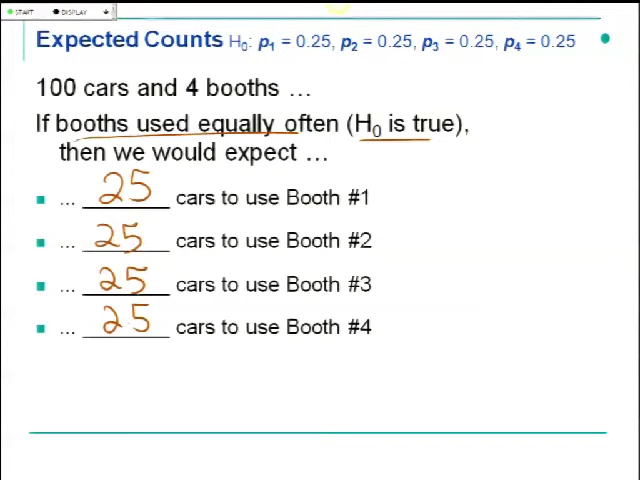 START DISPLAY
Expected Counts H₀: p₁ = 0.25, p₂ = 0.25, p₃ = 0.25, p₄ = 0.25
100 cars and 4 booths …
If booths used equally often (H₀ is true),
then we would expect …
… 25 cars to use Booth #1
… 25 cars to use Booth #2
… 25 cars to use Booth #3
… 25 cars to use Booth #4